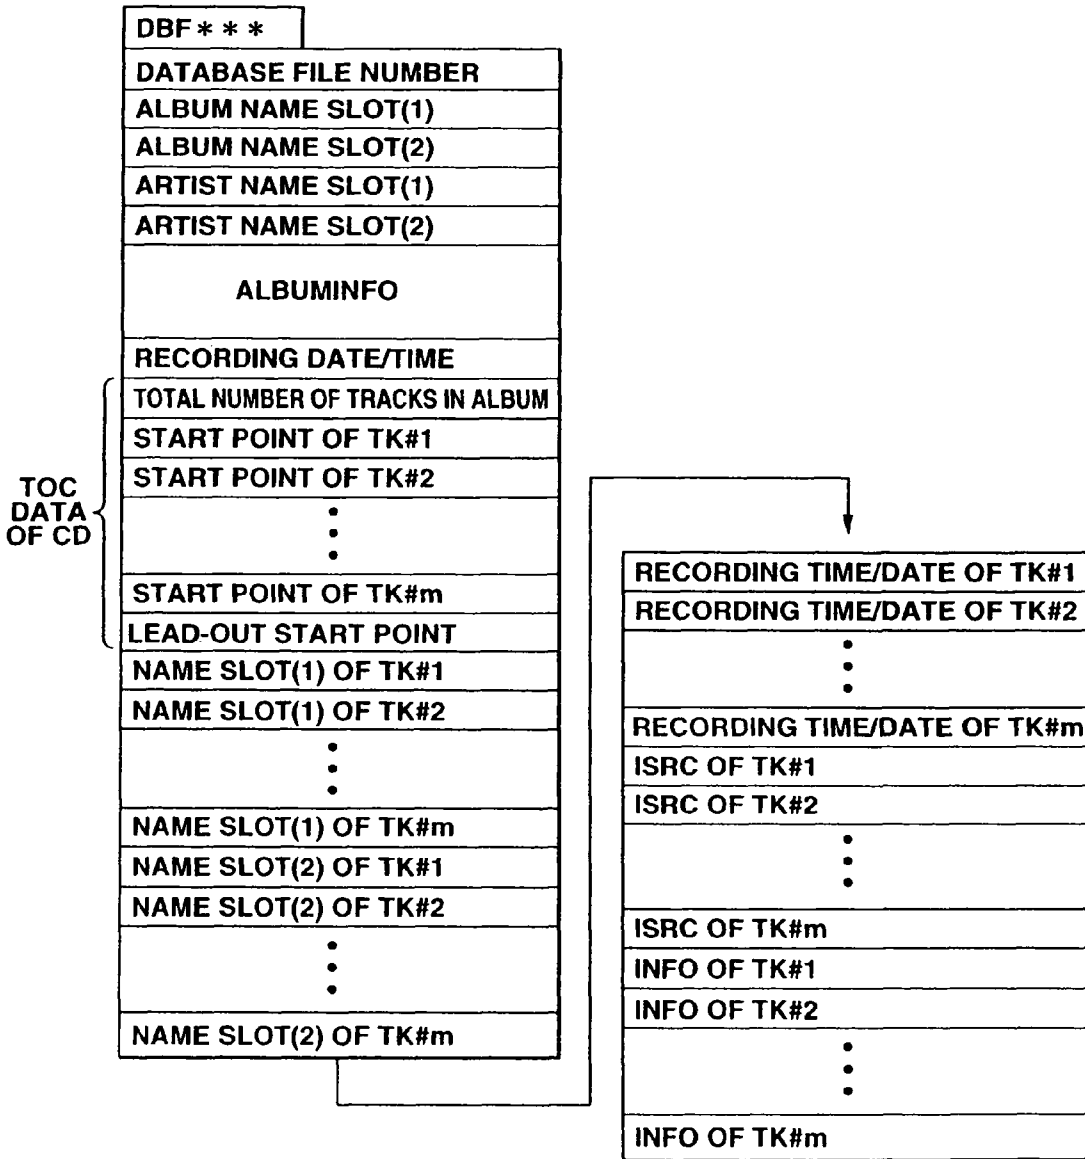 DBF＊＊＊
DATABASE FILE NUMBER
ALBUM NAME SLOT(1)
ALBUM NAME SLOT(2)
ARTIST NAME SLOT(1)
ARTIST NAME SLOT(2)
ALBUMINFO
RECORDING DATE/TIME
TOTAL NUMBER OF TRACKS IN ALBUM
START POINT OF TK#1
START POINT OF TK#2
START POINT OF TK#m
LEAD-OUT START POINT
TOC
DATA
OF CD
NAME SLOT(1) OF TK#1
NAME SLOT(1) OF TK#2
NAME SLOT(1) OF TK#m
NAME SLOT(2) OF TK#1
NAME SLOT(2) OF TK#2
NAME SLOT(2) OF TK#m
RECORDING TIME/DATE OF TK#1
RECORDING TIME/DATE OF TK#2
RECORDING TIME/DATE OF TK#m
ISRC OF TK#1
ISRC OF TK#2
ISRC OF TK#m
INFO OF TK#1
INFO OF TK#2
INFO OF TK#m